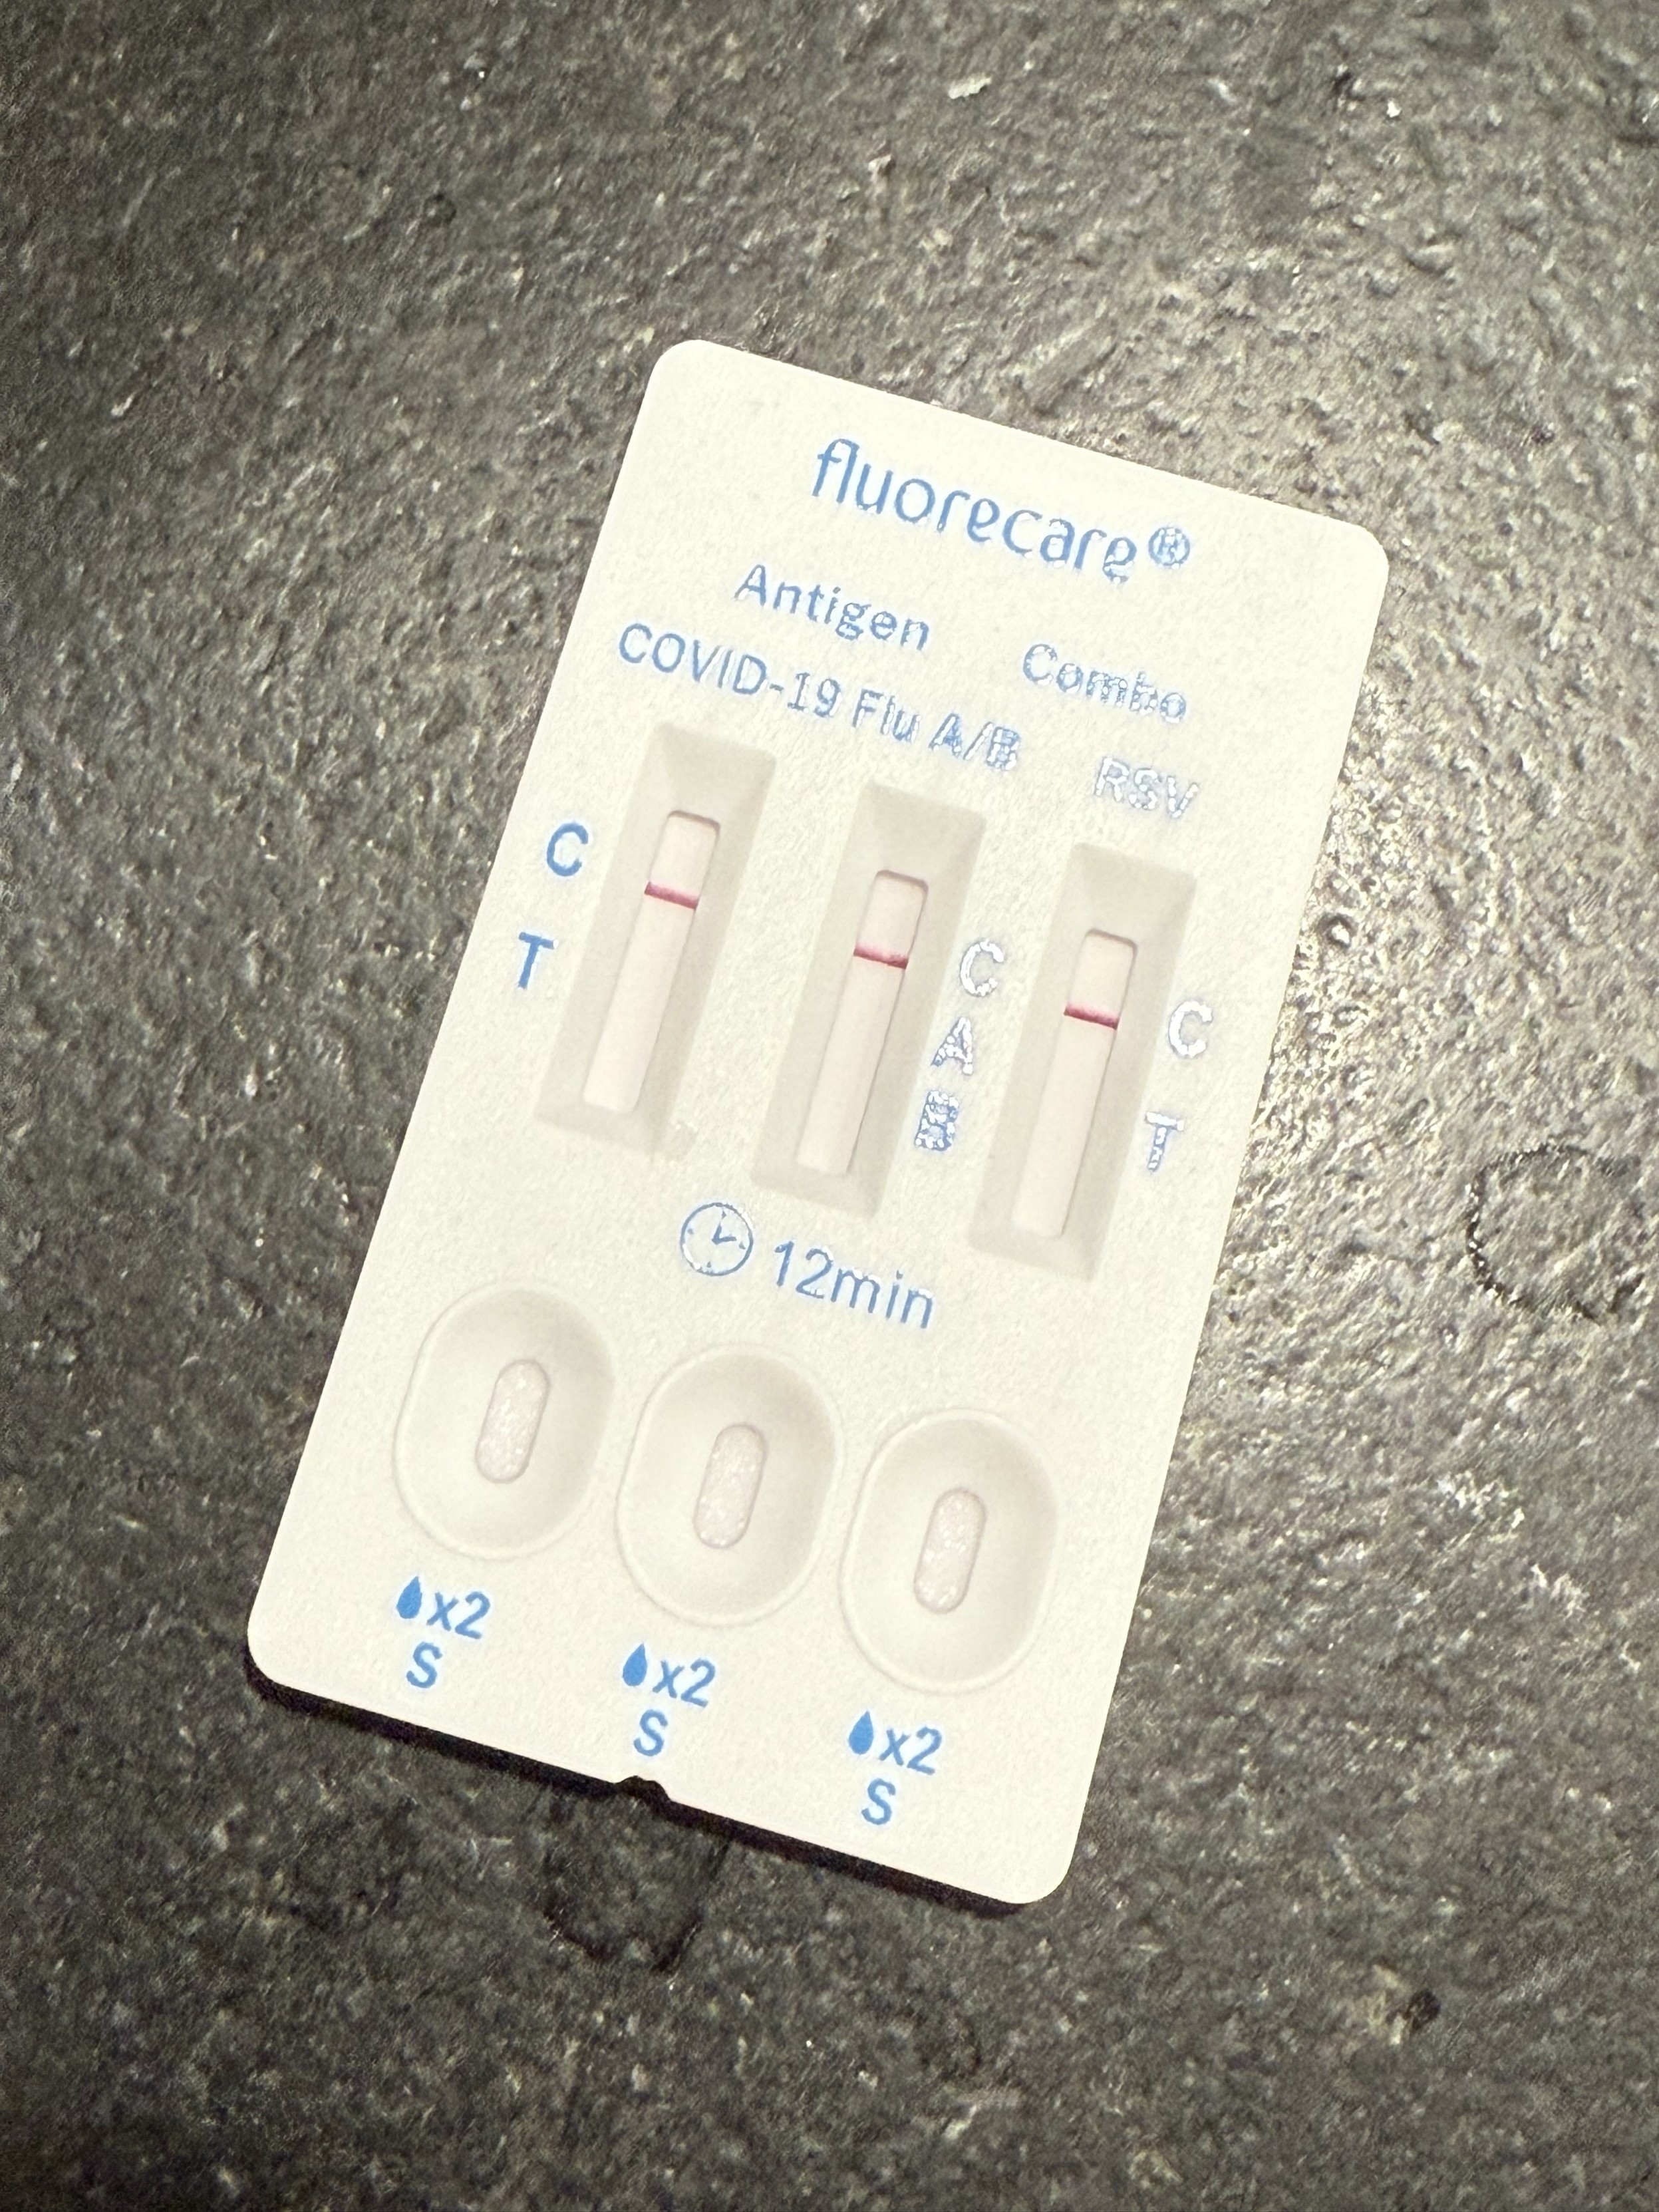 fluorecare®
Antigen Combo
COVID-19 Flu A/B RSV
C C C
T A T
B
12min
x2 x2 x2
S S S